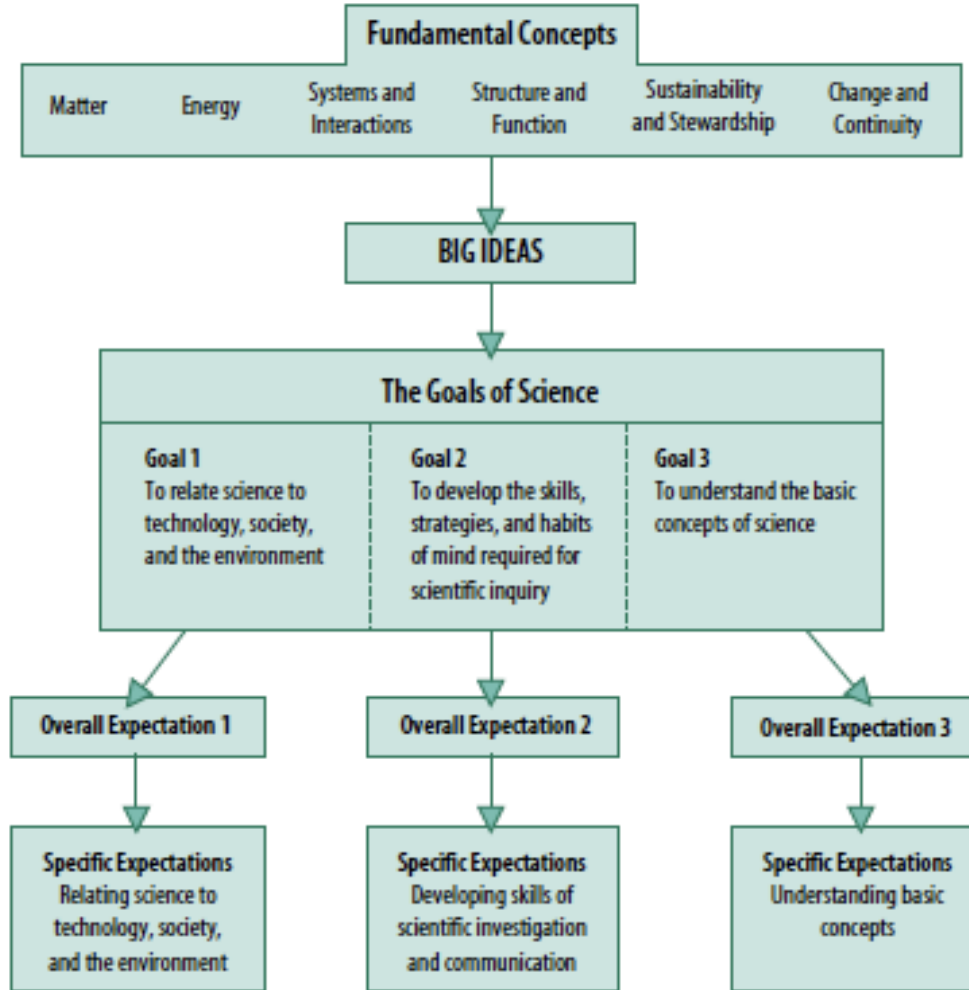 Fundamental Concepts
Matter
Energy
Systems and
Interactions
Structure and
Function
Sustainability
and Stewardship
Change and
Continuity
BIG IDEAS
The Goals of Science
Goal 1
To relate science to
technology, society,
and the environment
Goal 2
To develop the skills,
strategies, and habits
of mind required for
scientific inquiry
Goal 3
To understand the basic
concepts of science
Overall Expectation 1
Overall Expectation 2
Overall Expectation 3
Specific Expectations
Relating science to
technology, society,
and the environment
Specific Expectations
Developing skills of
scientific investigation
and communication
Specific Expectations
Understanding basic
concepts